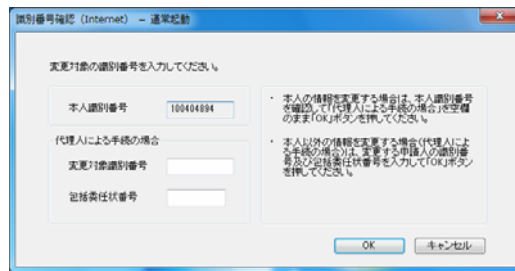 識別番号確認（Internet） － 通常起動
変更対象の識別番号を入力してください。
本人識別番号
100404894
代理人による手続の場合
変更対象識別番号
包括委任状番号
・ 本人の情報を変更する場合は、本人識別番号
を確認して「代理人による手続の場合」を空欄
のまま「OK」ボタンを押してください。
・ 本人以外の情報を変更する場合（代理人によ
る手続の場合）は、変更する申請人の識別番
号及び包括委任状番号を入力して「OK」ボタン
を押してください。
OK
キャンセル